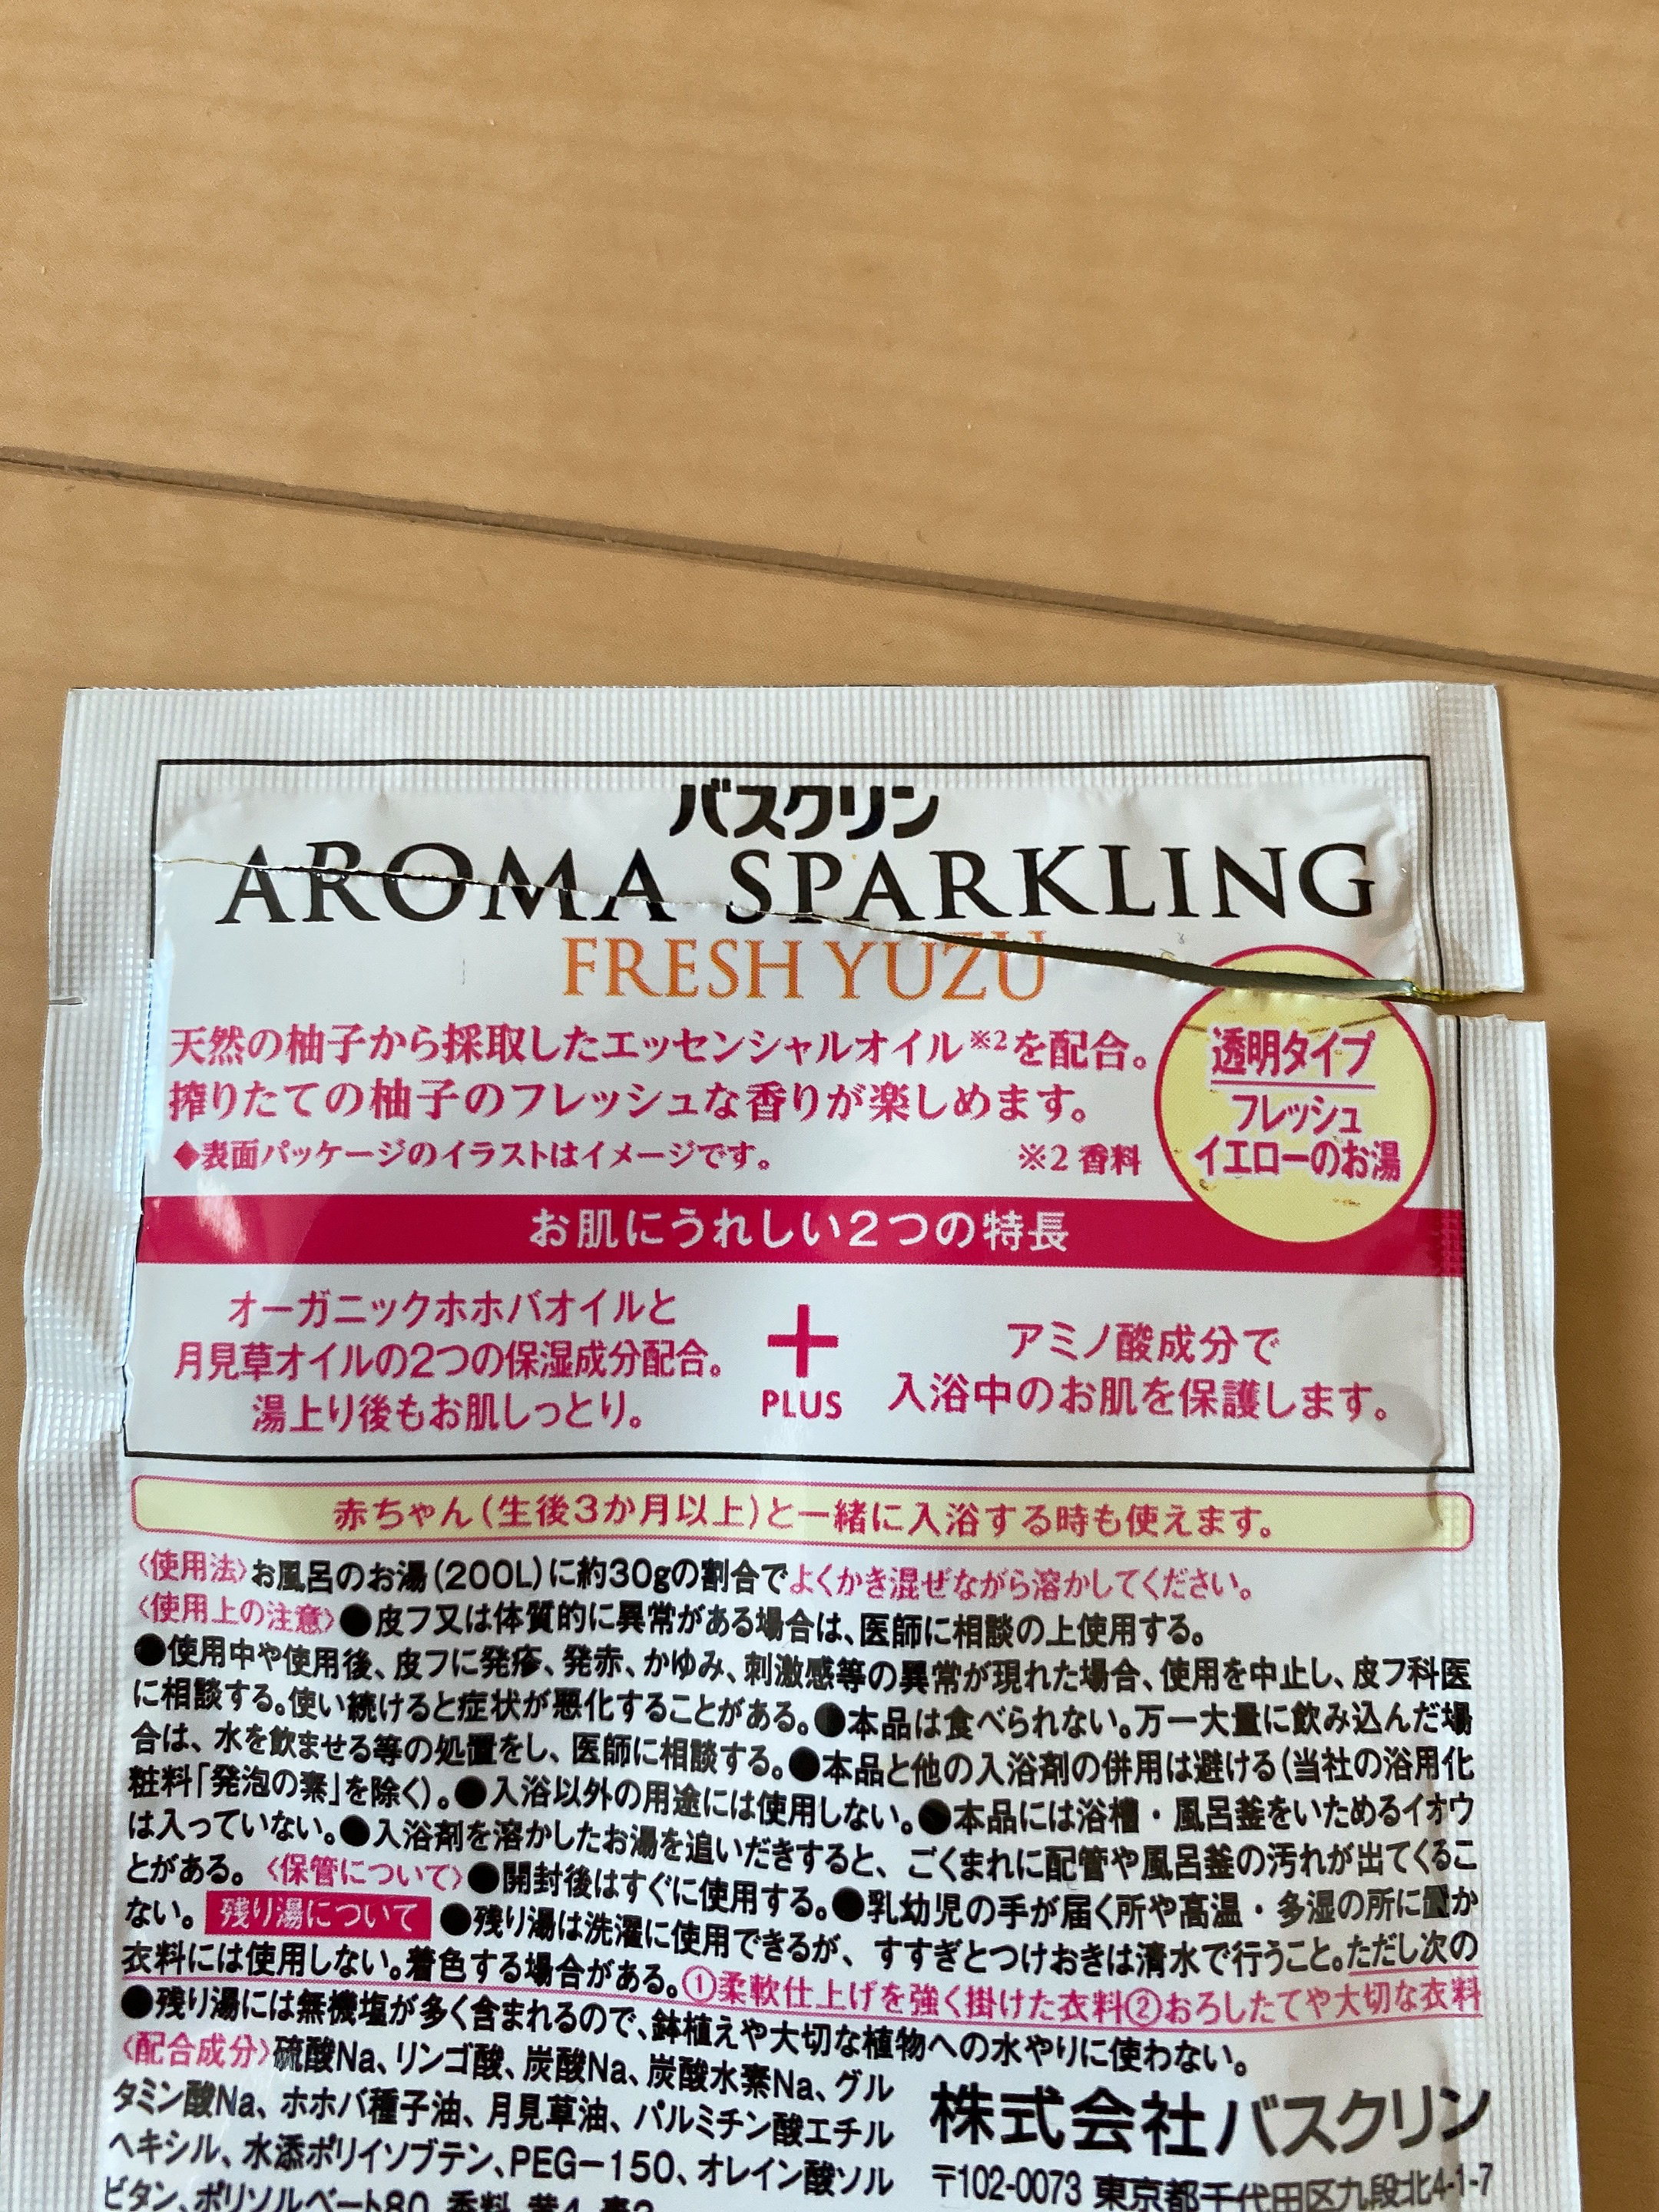 バスクリン
AROMA SPARKLING
FRESH YUZU
天然の柚子から採取したエッセンシャルオイル※2を配合。
搾りたての柚子のフレッシュな香りが楽しめます。
◆表面パッケージのイラストはイメージです。 ※2 香料
透明タイプ
フレッシュ
イエローのお湯
お肌にうれしい2つの特長
オーガニックホホバオイルと
月見草オイルの2つの保湿成分配合。
湯上り後もお肌しっとり。
＋
PLUS
アミノ酸成分で
入浴中のお肌を保護します。
赤ちゃん(生後3か月以上)と一緒に入浴する時も使えます。
〈使用法〉お風呂のお湯(200L)に約30gの割合でよくかき混ぜながら溶かしてください。
〈使用上の注意〉●皮フ又は体質的に異常がある場合は、医師に相談の上使用する。
●使用中や使用後、皮フに発疹、発赤、かゆみ、刺激感等の異常が現れた場合、使用を中止し、皮フ科医
に相談する。使い続けると症状が悪化することがある。●本品は食べられない。万一大量に飲み込んだ場
合は、水を飲ませる等の処置をし、医師に相談する。●本品と他の入浴剤の併用は避ける(当社の浴用化
粧料「発泡の素」を除く)。●入浴以外の用途には使用しない。●本品には浴槽・風呂釜をいためるイオウ
は入っていない。●入浴剤を溶かしたお湯を追いだきすると、ごくまれに配管や風呂釜の汚れが出てくるこ
とがある。〈保管について〉●開封後はすぐに使用する。●乳幼児の手が届く所や高温・多湿の所に置か
ない。 残り湯について ●残り湯は洗濯に使用できるが、すすぎとつけおきは清水で行うこと。ただし次の
衣料には使用しない。着色する場合がある。①柔軟仕上げを強く掛けた衣料②おろしたてや大切な衣料
●残り湯には無機塩が多く含まれるので、鉢植えや大切な植物への水やりに使わない。
〈配合成分〉硫酸Na、リンゴ酸、炭酸Na、炭酸水素Na、グル
タミン酸Na、ホホバ種子油、月見草油、パルミチン酸エチル
ヘキシル、水添ポリイソブテン、PEG－150、オレイン酸ソル
ビタン、ポリソルベート80、香料、黄4、青2
株式会社バスクリン
〒102-0073 東京都千代田区九段北4-1-7